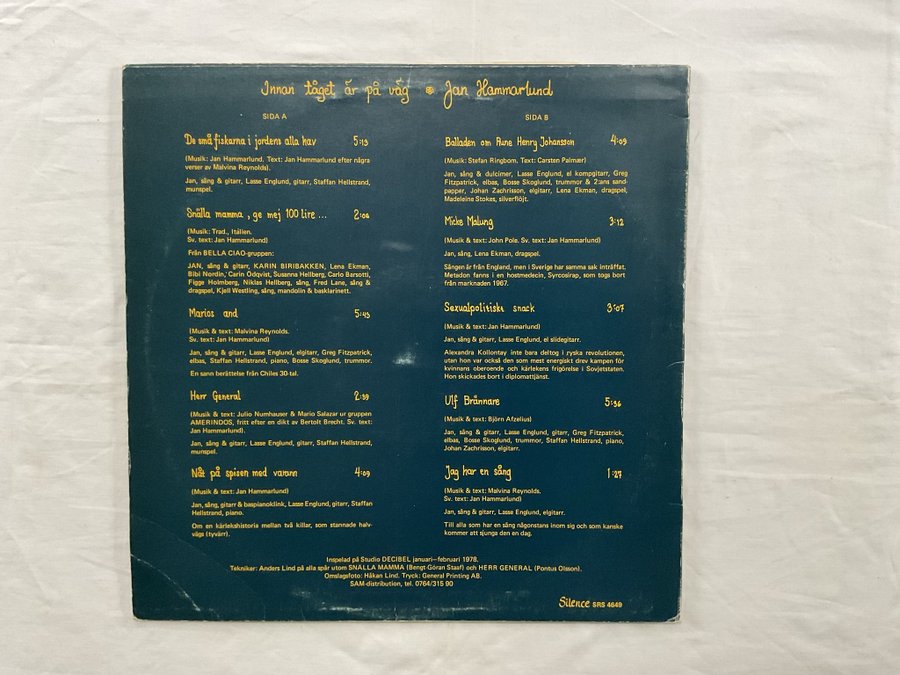 Innan tåget är på väg * Jan Hammarlund
SIDA A
De små fiskarna i jordens alla hav 5:13
(Musik: Jan Hammarlund. Text: Jan Hammarlund efter några
verser av Malvina Reynolds).
Jan, sång & gitarr, Lasse Englund, gitarr, Staffan Hellstrand,
munspel.
Snälla mamma, ge mej 100 lire... 2:06
(Musik: Trad., Italien.
Sv. text: Jan Hammarlund)
Från BELLA CIAO-gruppen:
JAN, sång & gitarr, KARIN BIRIBAKKEN, Lena Ekman,
Bibi Nordin, Carin Ödqvist, Susanna Hellberg, Carlo Barsotti,
Figge Holmberg, Niklas Hellberg, sång, Fred Lane, sång &
dragspel, Kjell Westling, sång, mandolin & basklarinett.
Marias and 5:43
(Musik & text: Malvina Reynolds.
Sv. text: Jan Hammarlund)
Jan, sång & gitarr, Lasse Englund, elgitarr, Greg Fitzpatrick,
elbas, Staffan Hellstrand, piano, Bosse Skoglund, trummor.
En sann berättelse från Chiles 30-tal.
Herr General 2:39
(Musik & text: Julio Numhauser & Mario Salazar ur gruppen
AMERINDOS, fritt efter en dikt av Bertolt Brecht. Sv. text:
Jan Hammarlund).
Jan, sång & gitarr, Lasse Englund, gitarr, Staffan Hellstrand,
munspel.
Nåt på spisen med varann 4:09
(Musik & text: Jan Hammarlund)
Jan, sång, gitarr & baspianoklink, Lasse Englund, gitarr, Staffan
Hellstrand, piano.
Om en kärlekshistoria mellan två killar, som stannade halv-
vägs (tyvärr).
SIDA B
Balladen om Arne Henry Johansson 4:09
(Musik: Stefan Ringbom. Text: Carsten Palmær)
Jan, sång & dulcimer, Lasse Englund, el kompgitarr, Greg
Fitzpatrick, elbas, Bosse Skoglund, trummor & 2:ans sand-
papper, Johan Zachrisson, elgitarr, Lena Ekman, dragspel,
Madeleine Stokes, silverflöjt.
Micke Malung 3:12
(Musik & text: John Pole. Sv. text: Jan Hammarlund)
Jan, sång, Lena Ekman, dragspel.
Sången är från England, men i Sverige har samma sak inträffat.
Metadon fanns i en hostmedecin, Syrcosirap, som togs bort
från marknaden 1967.
Sexualpolitiskt snack 3:07
(Musik & text: Jan Hammarlund)
Jan, sång & gitarr, Lasse Englund, el slidegitarr.
Alexandra Kollontay inte bara deltog i ryska revolutionen,
utan hon var också den som mest energiskt drev kampen för
kvinnans oberoende och kärlekens frigörelse i Sovjetstaten.
Hon skickades bort i diplomattjänst.
Ulf Brännare 5:36
(Musik & text: Björn Afzelius)
Jan, sång & gitarr, Lasse Englund, gitarr, Greg Fitzpatrick,
elbas, Bosse Skoglund, trummor, Staffan Hellstrand, piano,
Johan Zachrisson, elgitarr.
Jag har en sång 1:27
(Musik & text: Malvina Reynolds.
Sv. text: Jan Hammarlund)
Jan, sång & gitarr, Lasse Englund, elgitarr.
Till alla som har en sång någonstans inom sig och som kanske
kommer att sjunga den en dag.
Inspelad på Studio DECIBEL januari–februari 1978.
Tekniker: Anders Lind på alla spår utom SNÄLLA MAMMA (Bengt-Göran Staaf) och HERR GENERAL (Pontus Olsson).
Omslagsfoto: Håkan Lind. Tryck: General Printing AB.
SAM-distribution, tel. 0764/315 90
Silence SRS 4649